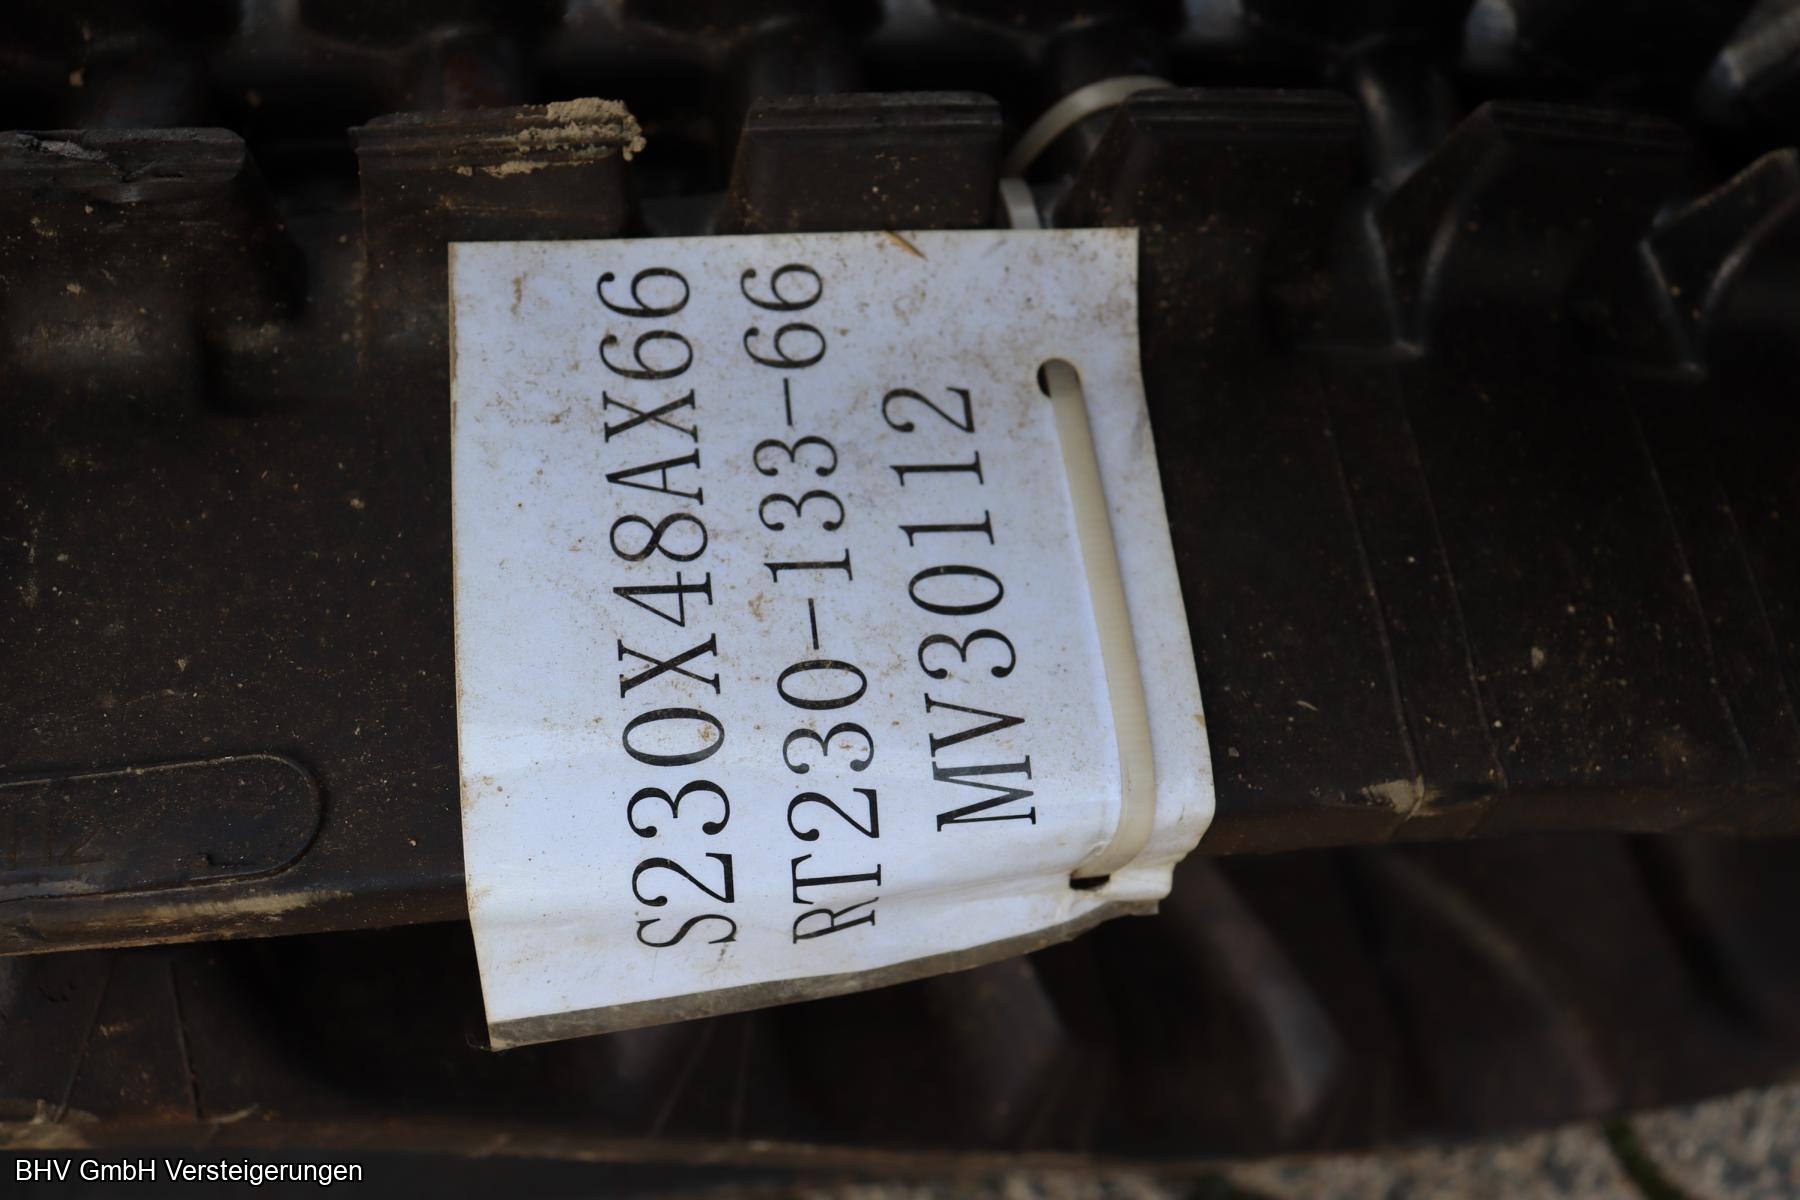 S230X48AX66
RT230-133-66
MV30112
BHV GmbH Versteigerungen